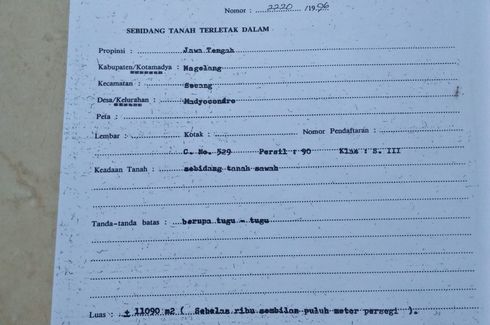 Nomor : 2220 /1996
SEBIDANG TANAH TERLETAK DALAM
Propinsi : Jawa Tengah
Kabupaten/Kotamadya : Magelang
Kecamatan : Secang
Desa/Kelurahan : Madyocondro
Peta :
Lembar : Kotak : Nomor Pendaftaran :
C. No. 529 Persil : 90 Klas : S. III
Keadaan Tanah : sebidang tanah sawah
Tanda-tanda batas : berupa tugu - tugu
Luas : ± 11090 m2 ( Sebelas ribu sembilan puluh meter persegi ).